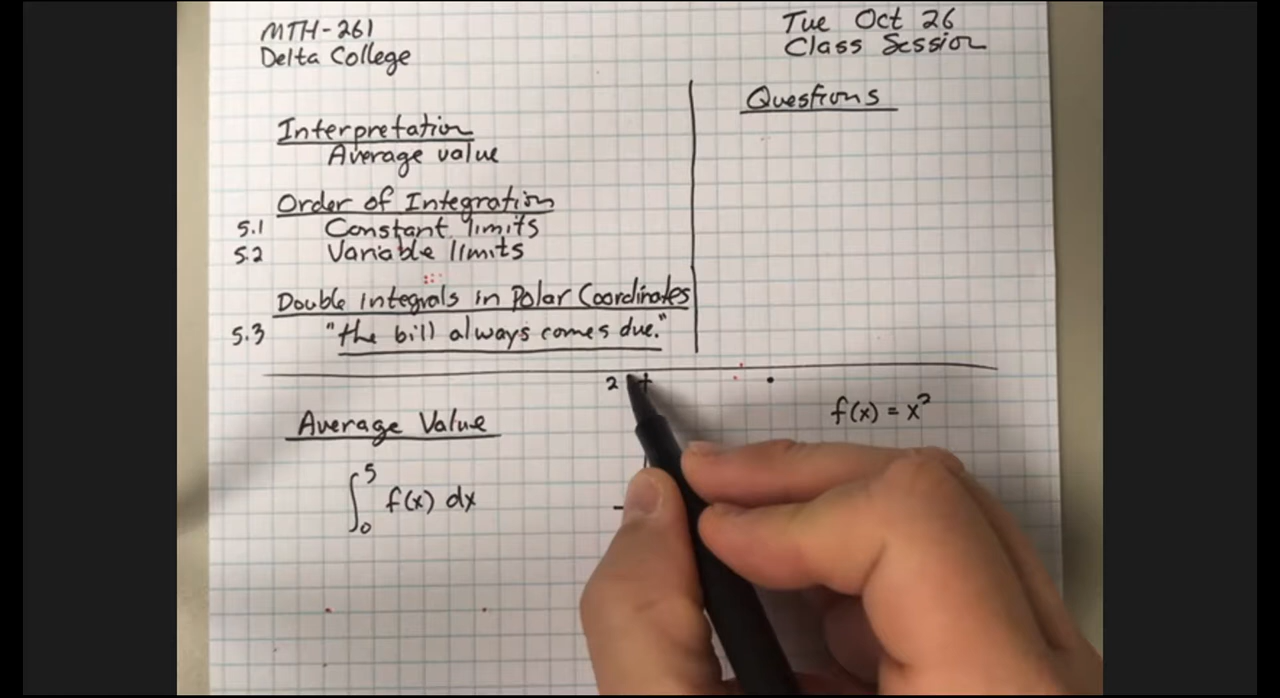 MTH-261
Delta College
Tue Oct 26
Class Session
Interpretation
Average value
Order of Integration
5.1 Constant limits
5.2 Variable limits
Double integrals in Polar Coordinates
5.3 "the bill always comes due."
Questions
Average Value
∫₀⁵ f(x) dx
f(x) = x²